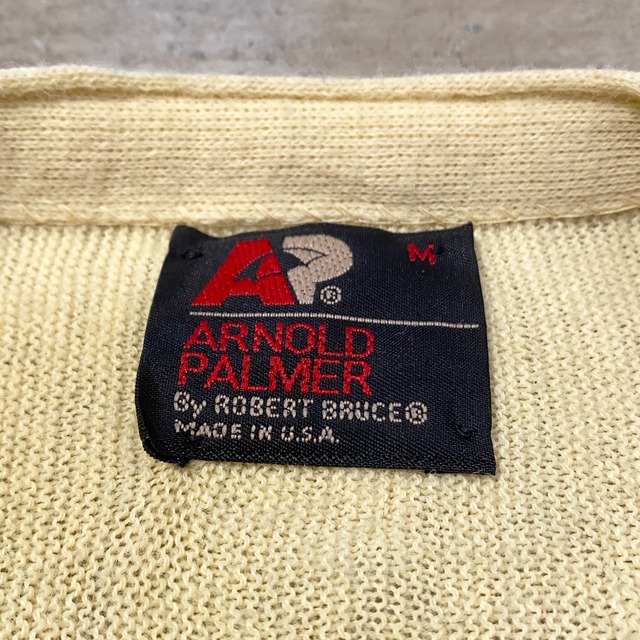 AP® M
ARNOLD
PALMER
By ROBERT BRUCE®
MADE IN U.S.A.